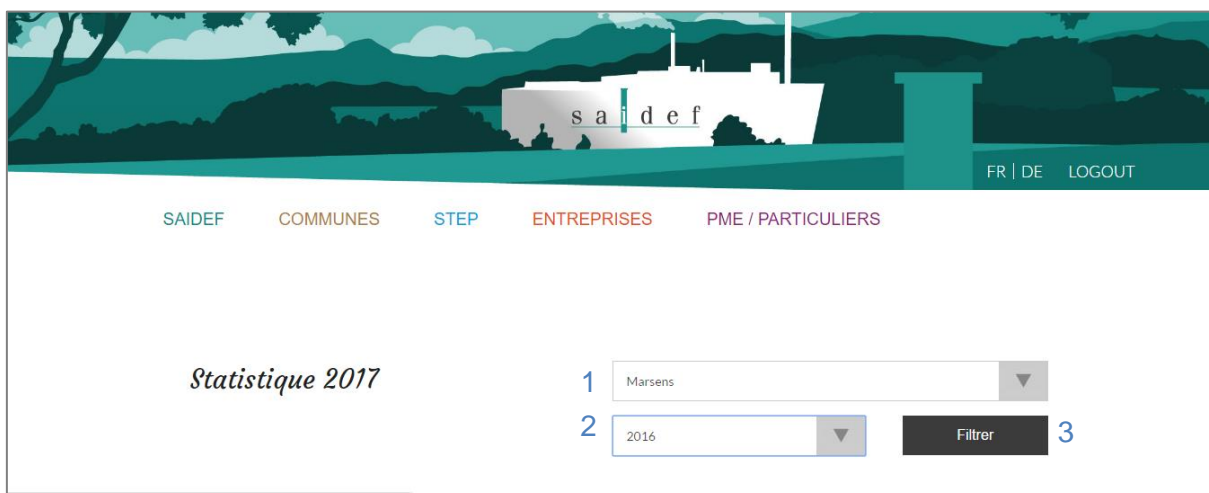 saidef
FR | DE LOGOUT
SAIDEF COMMUNES STEP ENTREPRISES PME / PARTICULIERS
Statistique 2017
1 Marsens
2 2016 Filtrer 3